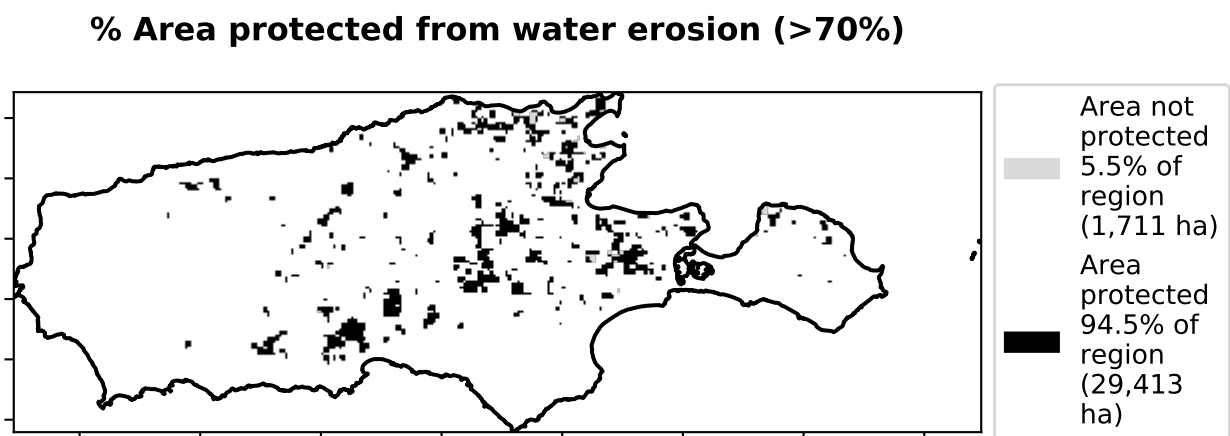 % Area protected from water erosion (>70%)
Area not
protected
5.5% of
region
(1,711 ha)
Area
protected
94.5% of
region
(29,413
ha)